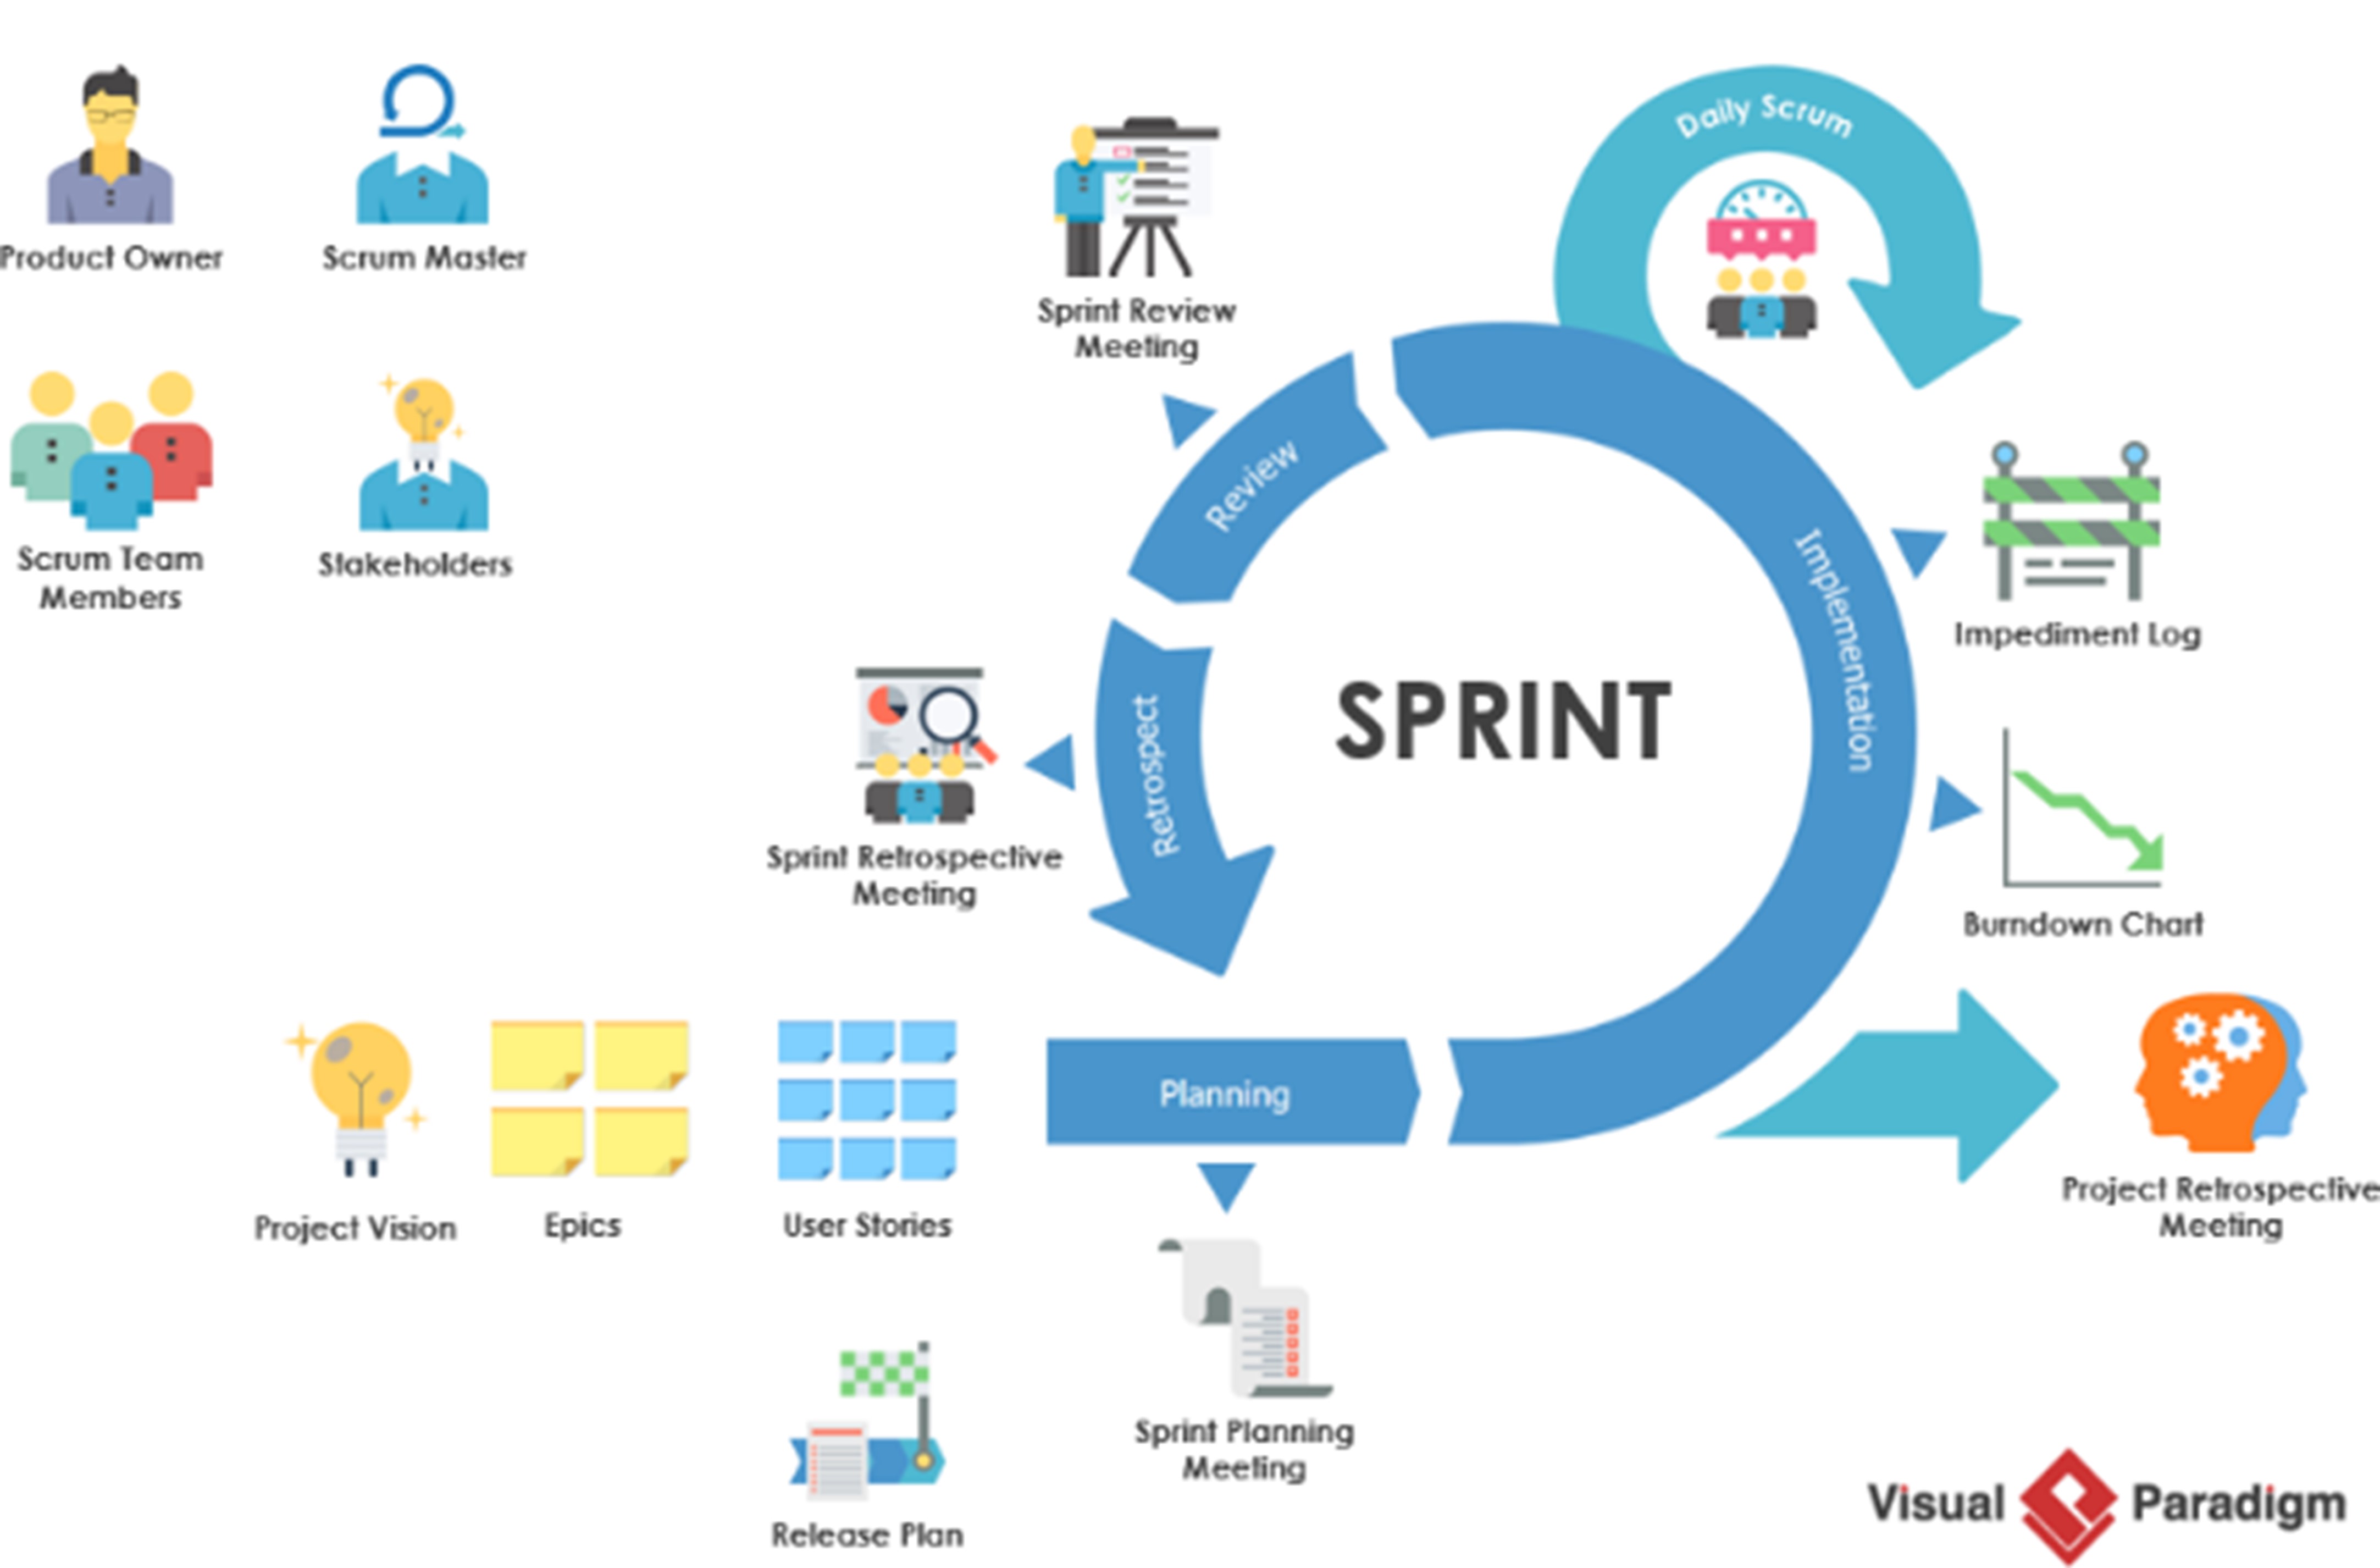 Product Owner
Scrum Master
Scrum Team
Members
Stakeholders
Sprint Review
Meeting
Daily Scrum
Review
Implementation
Impediment Log
SPRINT
Retrospect
Sprint Retrospective
Meeting
Burndown Chart
Planning
Project Vision
Epics
User Stories
Project Retrospective
Meeting
Sprint Planning
Meeting
Release Plan
Visual Paradigm